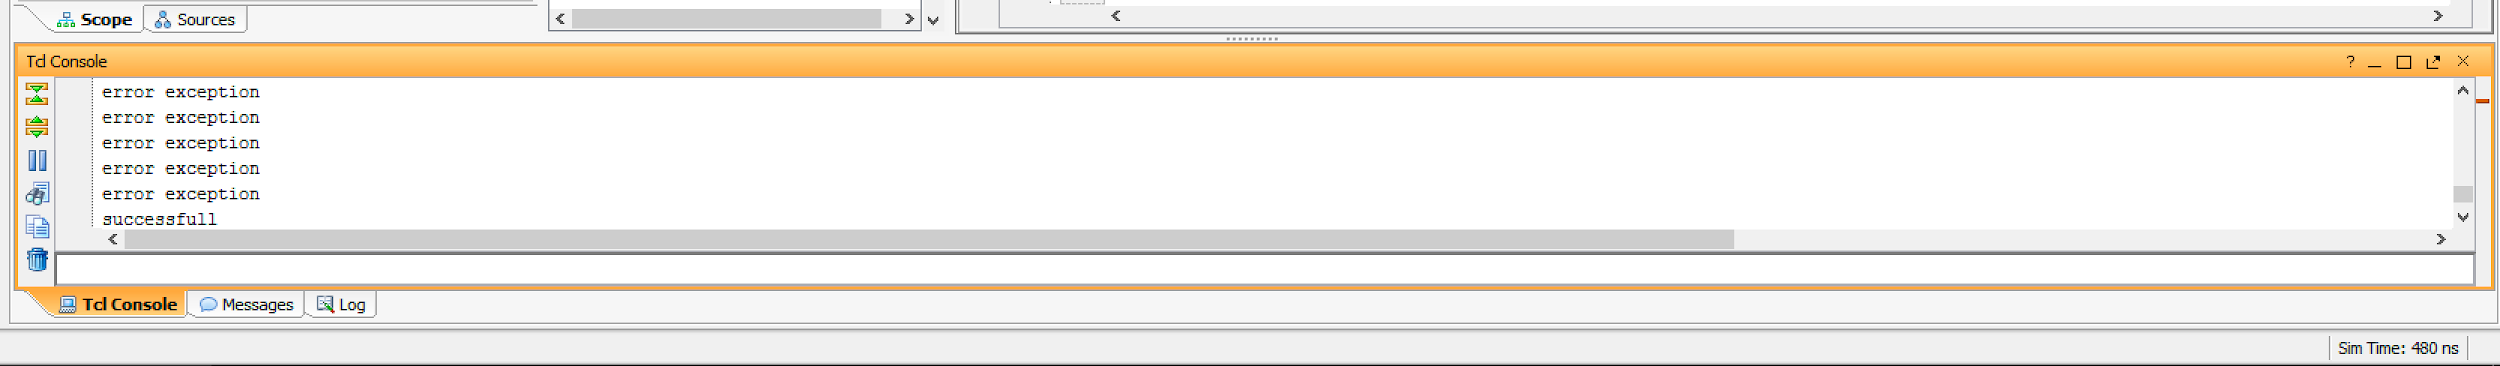 Scope
Sources
Tcl Console
?
error exception
error exception
error exception
error exception
error exception
successfull
Tcl Console
Messages
Log
Sim Time: 480 ns